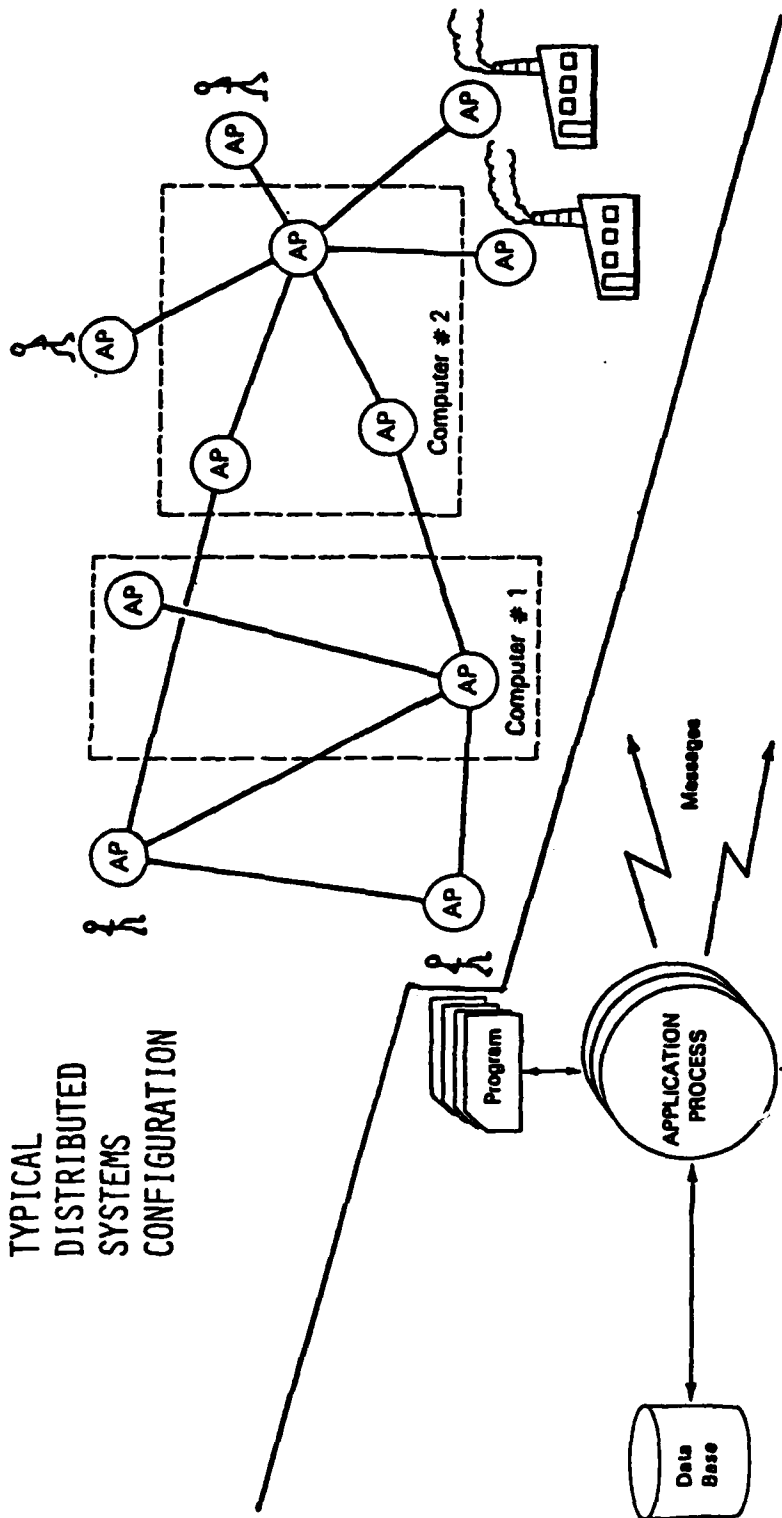 TYPICAL
DISTRIBUTED
SYSTEMS
CONFIGURATION
AP
AP
AP
AP
AP
AP
AP
AP
AP
AP
AP
Computer # 1
Computer # 2
Program
APPLICATION
PROCESS
Messages
Data
Base